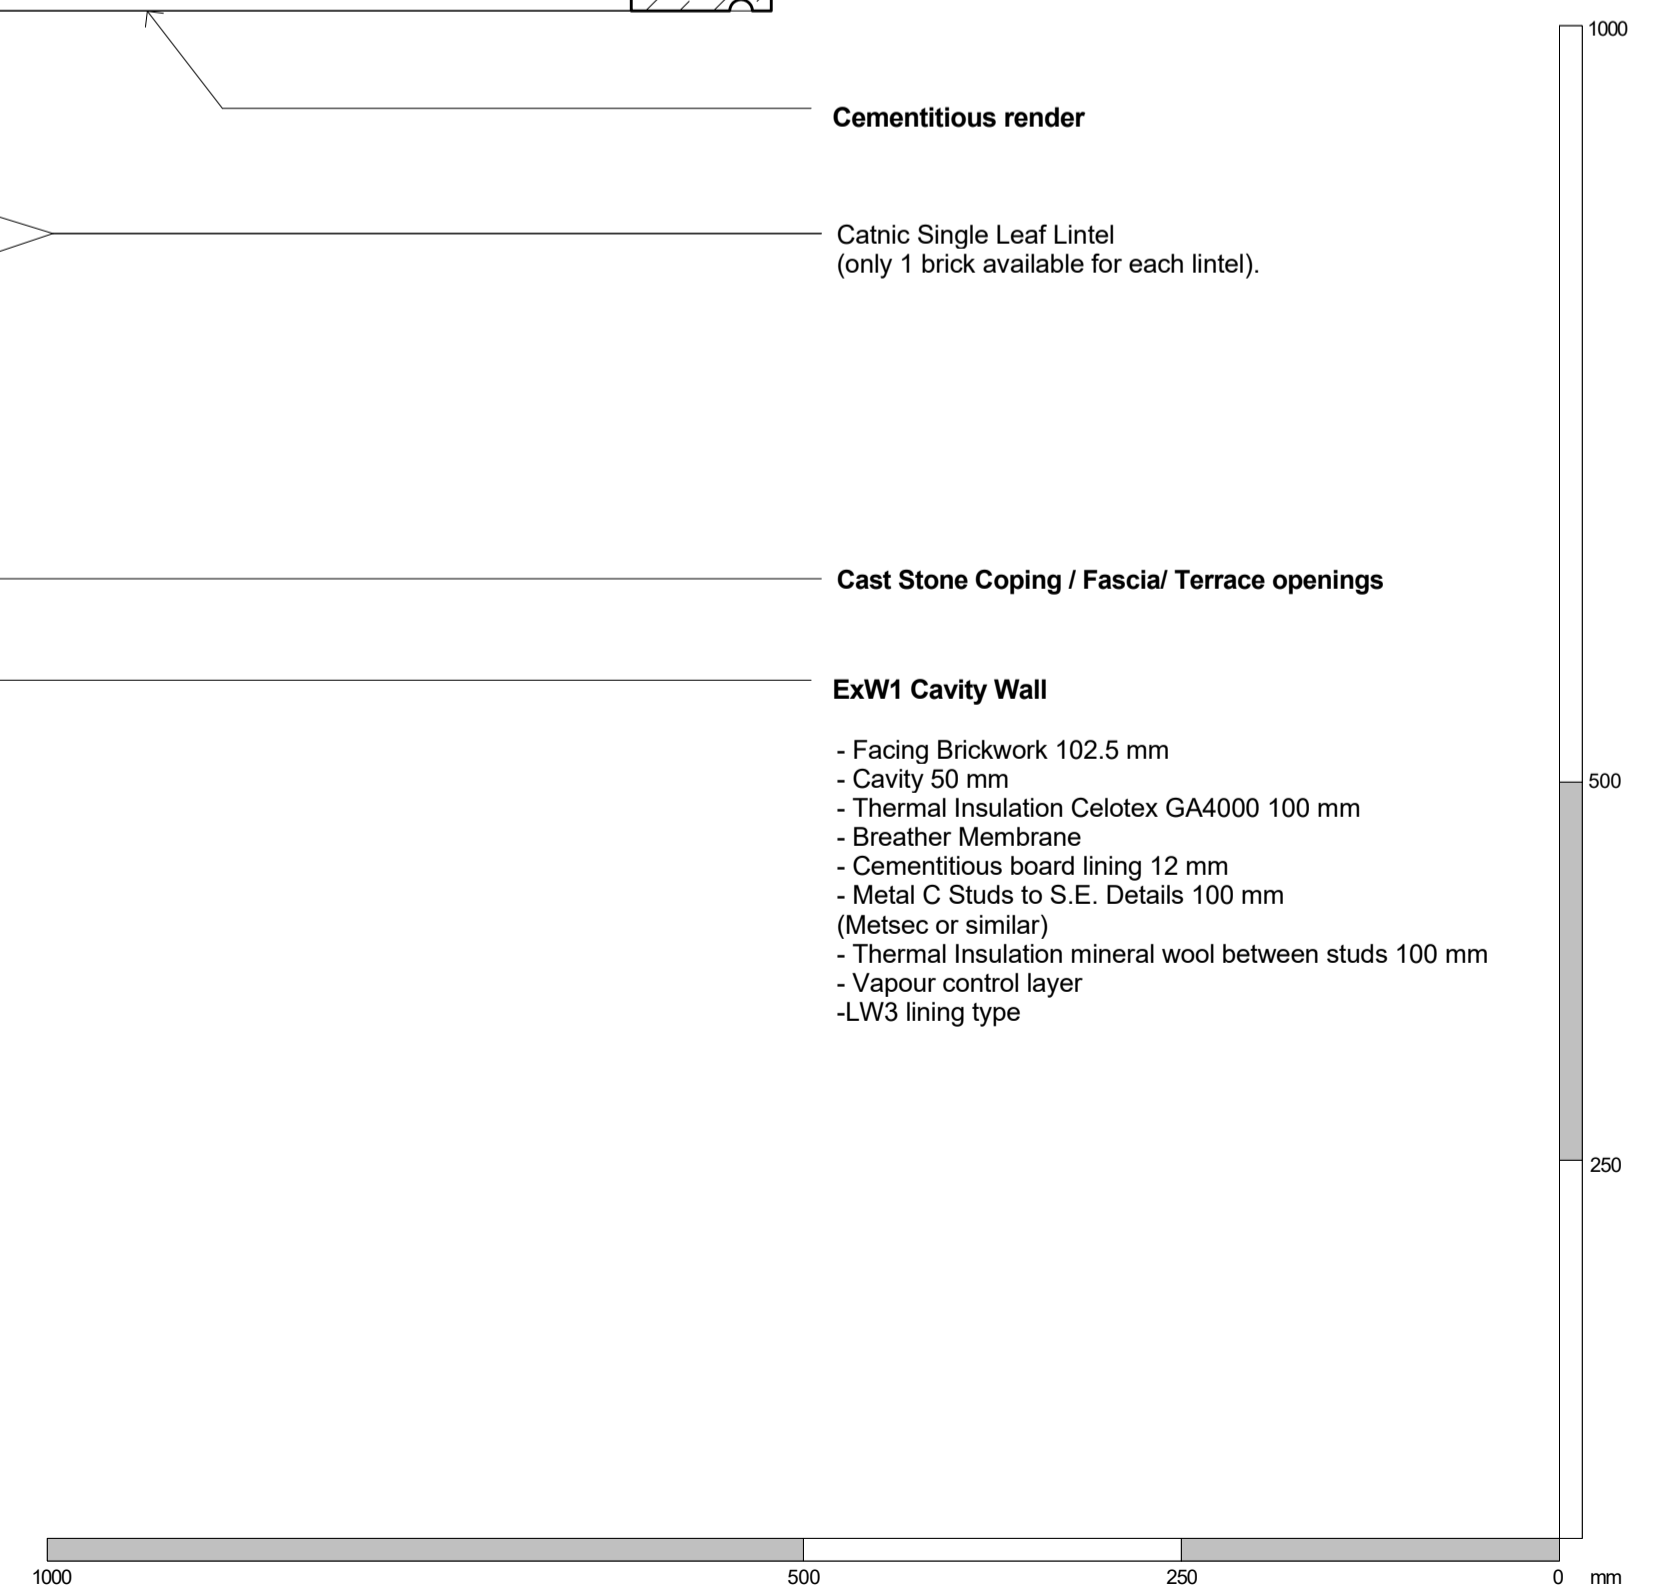 1000
Cementitious render
Catnic Single Leaf Lintel
(only 1 brick available for each lintel).
Cast Stone Coping / Fascia/ Terrace openings
ExW1 Cavity Wall
- Facing Brickwork 102.5 mm
- Cavity 50 mm
500
- Thermal Insulation Celotex GA4000 100 mm
- Breather Membrane
- Cementitious board lining 12 mm
- Metal C Studs to S.E. Details 100 mm
(Metsec or similar)
- Thermal Insulation mineral wool between studs 100 mm
- Vapour control layer
-LW3 lining type
250
1000 500 250 0 mm